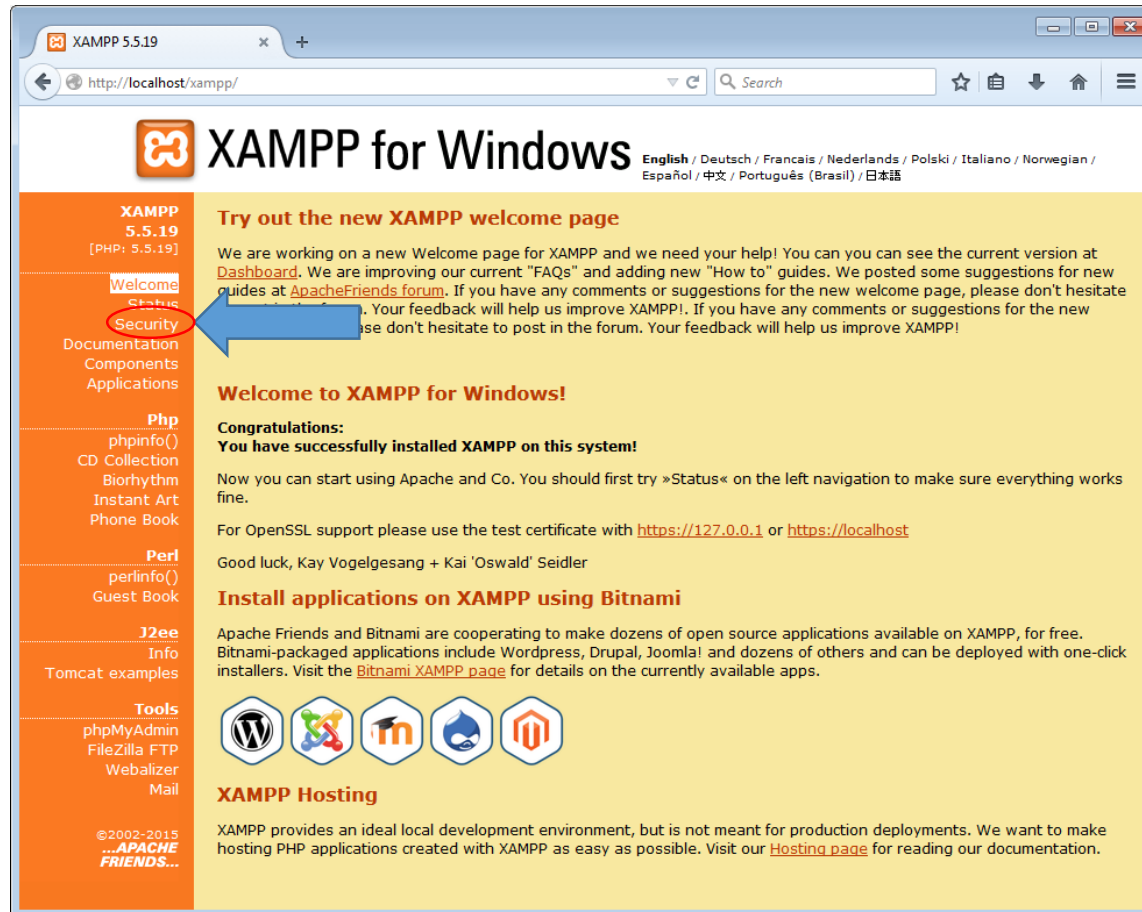 XAMPP 5.5.19
http://localhost/xampp/
Search
XAMPP for Windows
English / Deutsch / Francais / Nederlands / Polski / Italiano / Norwegian /
Español / 中文 / Português (Brasil) / 日本語
XAMPP
5.5.19
[PHP: 5.5.19]
Welcome
Status
Security
Documentation
Components
Applications
Php
phpinfo()
CD Collection
Biorhythm
Instant Art
Phone Book
Perl
perlinfo()
Guest Book
J2ee
Info
Tomcat examples
Tools
phpMyAdmin
FileZilla FTP
Webalizer
Mail
©2002-2015
...APACHE
FRIENDS...
Try out the new XAMPP welcome page
We are working on a new Welcome page for XAMPP and we need your help! You can you can see the current version at
Dashboard. We are improving our current "FAQs" and adding new "How to" guides. We posted some suggestions for new
guides at ApacheFriends forum. If you have any comments or suggestions for the new welcome page, please don't hesitate
. Your feedback will help us improve XAMPP!. If you have any comments or suggestions for the new
don't hesitate to post in the forum. Your feedback will help us improve XAMPP!
Welcome to XAMPP for Windows!
Congratulations:
You have successfully installed XAMPP on this system!
Now you can start using Apache and Co. You should first try »Status« on the left navigation to make sure everything works
fine.
For OpenSSL support please use the test certificate with https://127.0.0.1 or https://localhost
Good luck, Kay Vogelgesang + Kai 'Oswald' Seidler
Install applications on XAMPP using Bitnami
Apache Friends and Bitnami are cooperating to make dozens of open source applications available on XAMPP, for free.
Bitnami-packaged applications include Wordpress, Drupal, Joomla! and dozens of others and can be deployed with one-click
installers. Visit the Bitnami XAMPP page for details on the currently available apps.
XAMPP Hosting
XAMPP provides an ideal local development environment, but is not meant for production deployments. We want to make
hosting PHP applications created with XAMPP as easy as possible. Visit our Hosting page for reading our documentation.